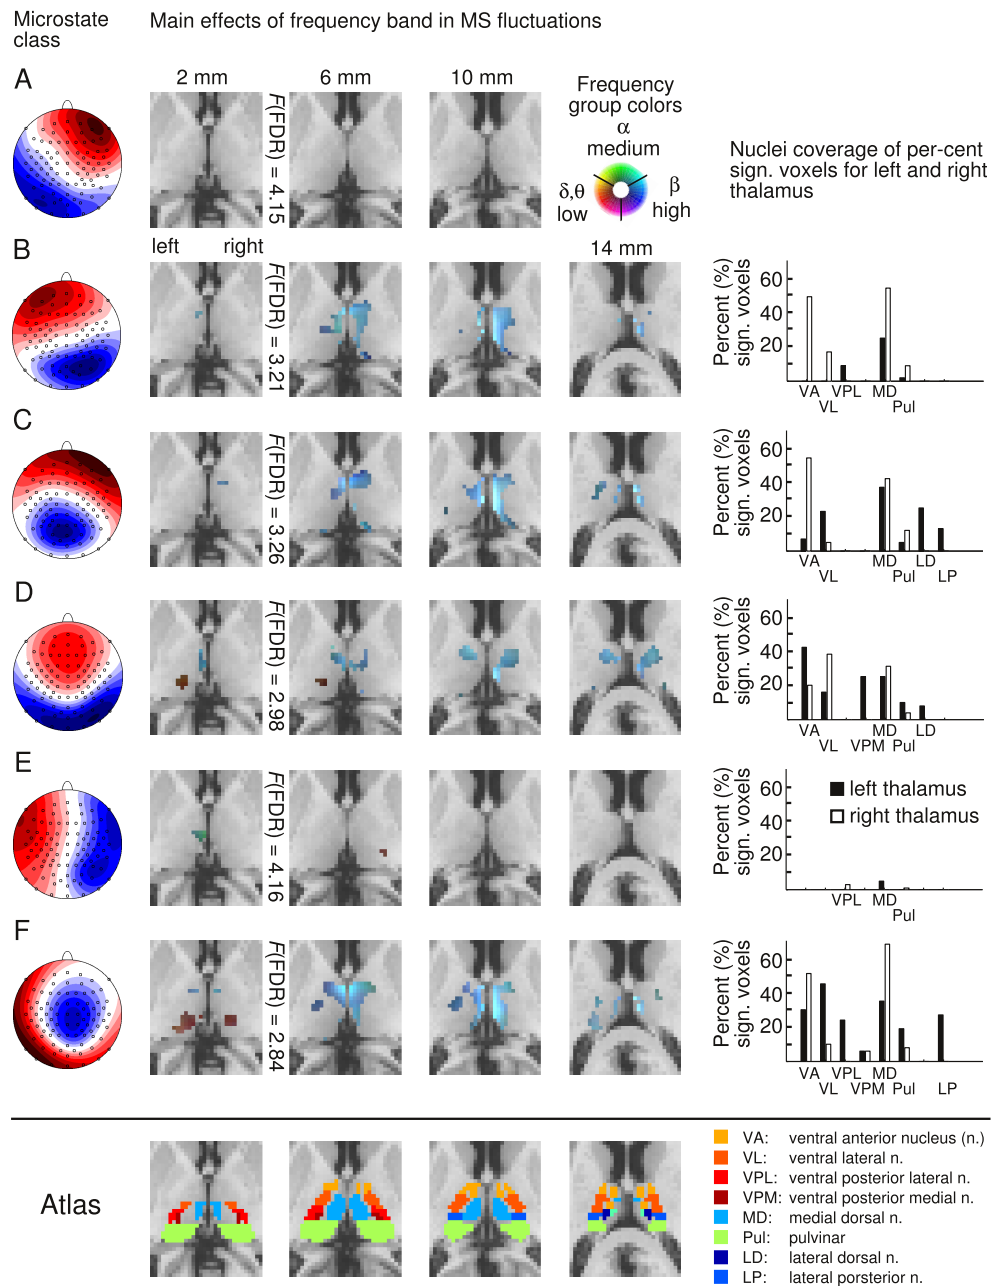 Microstate
class
Main effects of frequency band in MS fluctuations
A
2 mm
6 mm
10 mm
F(FDR) = 4.15
Frequency
group colors
α
medium
δ,θ
low
β
high
Nuclei coverage of per-cent
sign. voxels for left and right
thalamus
B
left
right
14 mm
F(FDR) = 3.21
Percent (%)
sign. voxels
60
40
20
VA
VPL
MD
VL
Pul
C
F(FDR) = 3.26
Percent (%)
sign. voxels
60
40
20
VA
MD
LD
VL
Pul
LP
D
F(FDR) = 2.98
Percent (%)
sign. voxels
60
40
20
VA
MD
LD
VL
VPM
Pul
E
F(FDR) = 4.16
Percent (%)
sign. voxels
60
40
20
left thalamus
right thalamus
VPL
MD
Pul
F
F(FDR) = 2.84
Percent (%)
sign. voxels
60
40
20
VA
VPL
MD
VL
VPM
Pul
LP
Atlas
VA: ventral anterior nucleus (n.)
VL: ventral lateral n.
VPL: ventral posterior lateral n.
VPM: ventral posterior medial n.
MD: medial dorsal n.
Pul: pulvinar
LD: lateral dorsal n.
LP: lateral porsterior n.